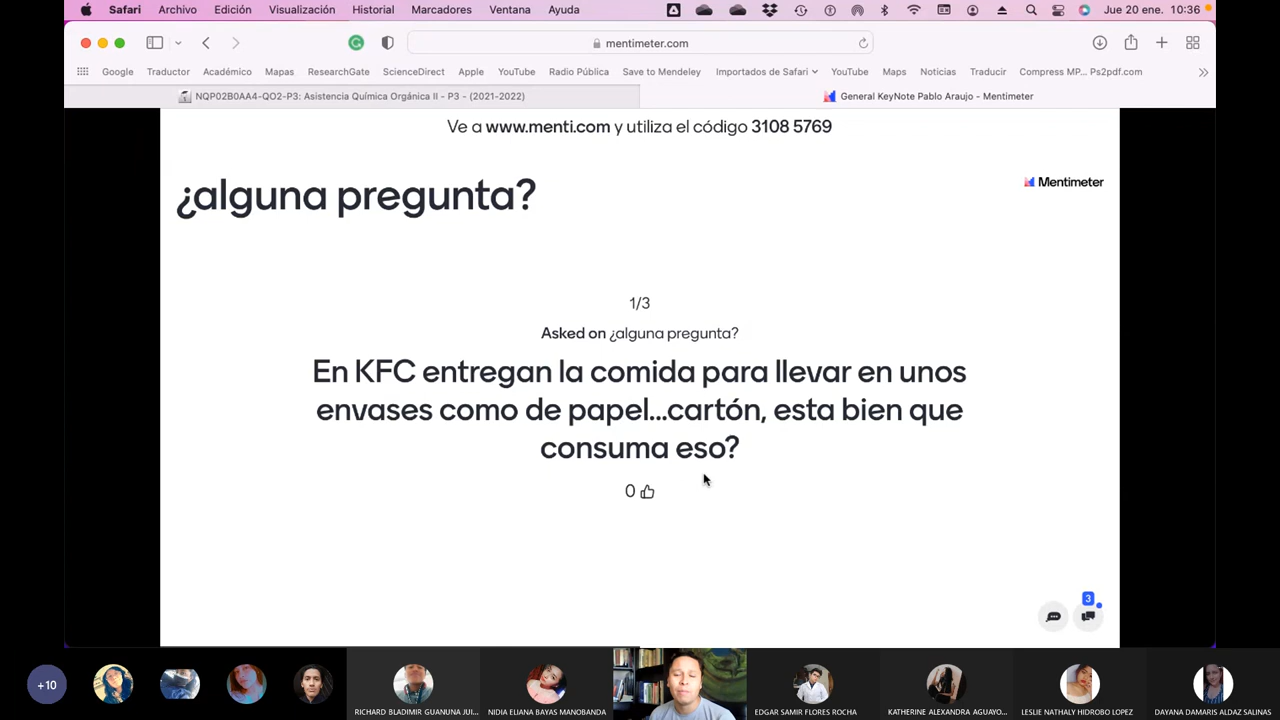 Safari Archivo Edición Visualización Historial Marcadores Ventana Ayuda Jue 20 ene. 10:36
mentimeter.com
Google Traductor Académico Mapas ResearchGate ScienceDirect Apple YouTube Radio Pública Save to Mendeley Importados de Safari YouTube Maps Noticias Traducir Compress MP... Ps2pdf.com
NQP02B0AA4-QO2-P3: Asistencia Química Orgánica II - P3 - (2021-2022) General KeyNote Pablo Araujo - Mentimeter
Ve a www.menti.com y utiliza el código 3108 5769
Mentimeter
¿alguna pregunta?
1/3
Asked on ¿alguna pregunta?
En KFC entregan la comida para llevar en unos
envases como de papel...cartón, esta bien que
consuma eso?
0
3
+10
RICHARD BLADIMIR GUANUNA JUI... NIDIA ELIANA BAYAS MANOBANDA EDGAR SAMIR FLORES ROCHA KATHERINE ALEXANDRA AGUAYO... LESLIE NATHALY HIDROBO LOPEZ DAYANA DAMARIS ALDAZ SALINAS